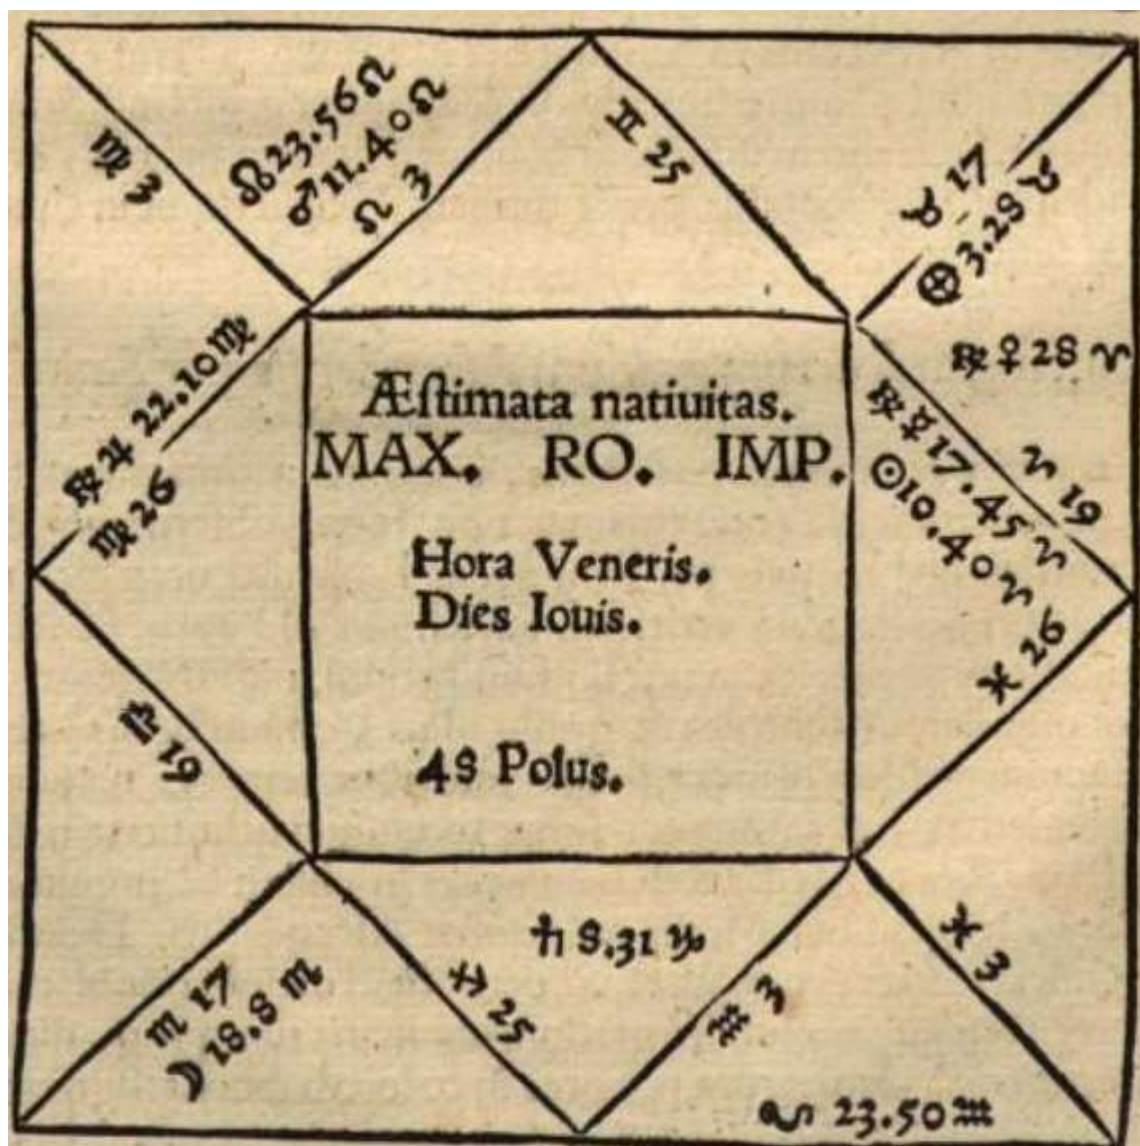 ♍ 3
☊ 23.56 ♌
♂ 11.40 ♌
♌ 3
♊ 25
♉ 17
⊕ 3.28 ♉
℞ ♀ 28 ♈
♈ 19
℞ ♃ 22.10 ♍
♍ 26
Æſtimata natiuitas.
MAX. RO. IMP.
Hora Veneris.
Dies Iouis.
48 Polus.
℞ ☿ 17.45 ♈
☉ 10.40 ♈
♓ 26
♎ 19
♏ 17
☽ 18.8 ♏
♐ 25
♄ 8.31 ♑
♒ 3
♓ 3
☋ 23.50 ♒